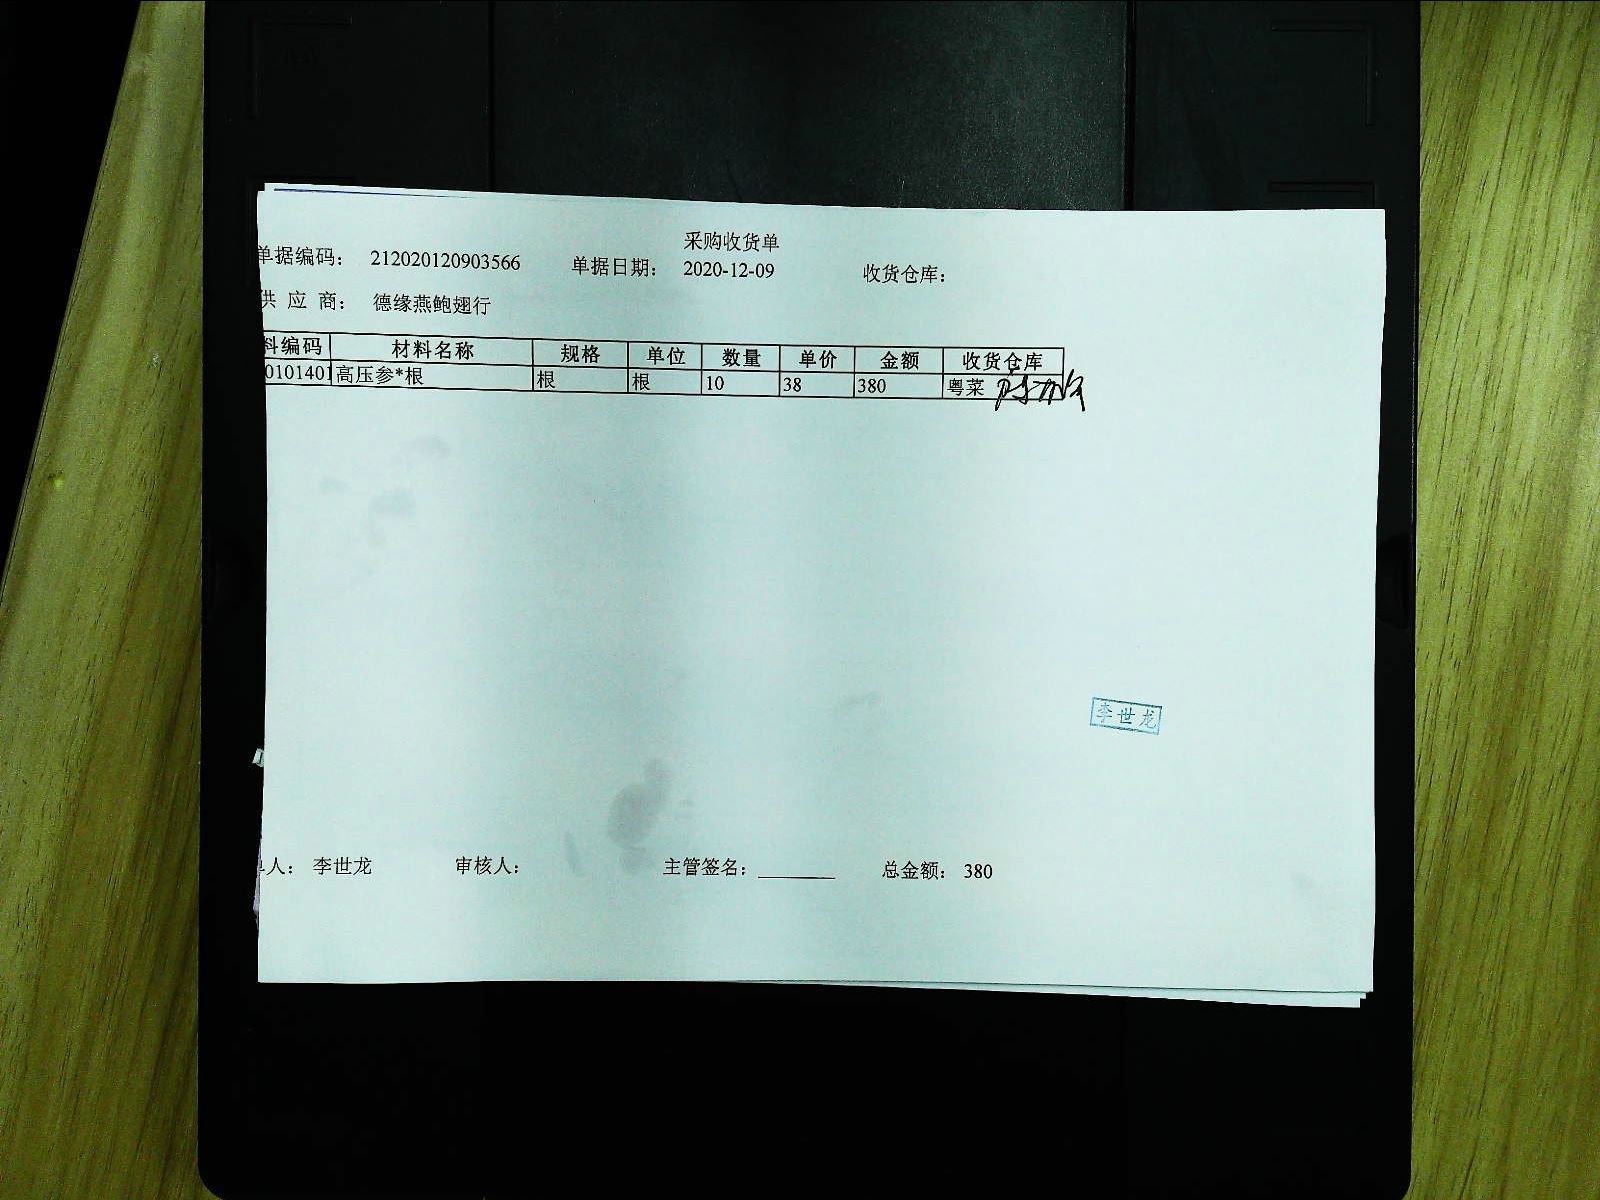 采购收货单
单据编码： 212020120903566 单据日期： 2020-12-09 收货仓库：
供 应 商： 德缘燕鲍翅行
料编码 材料名称 规格 单位 数量 单价 金额 收货仓库
0101401 高压参*根 根 根 10 38 380 粤菜
李世龙
人： 李世龙 审核人： 主管签名： 总金额： 380